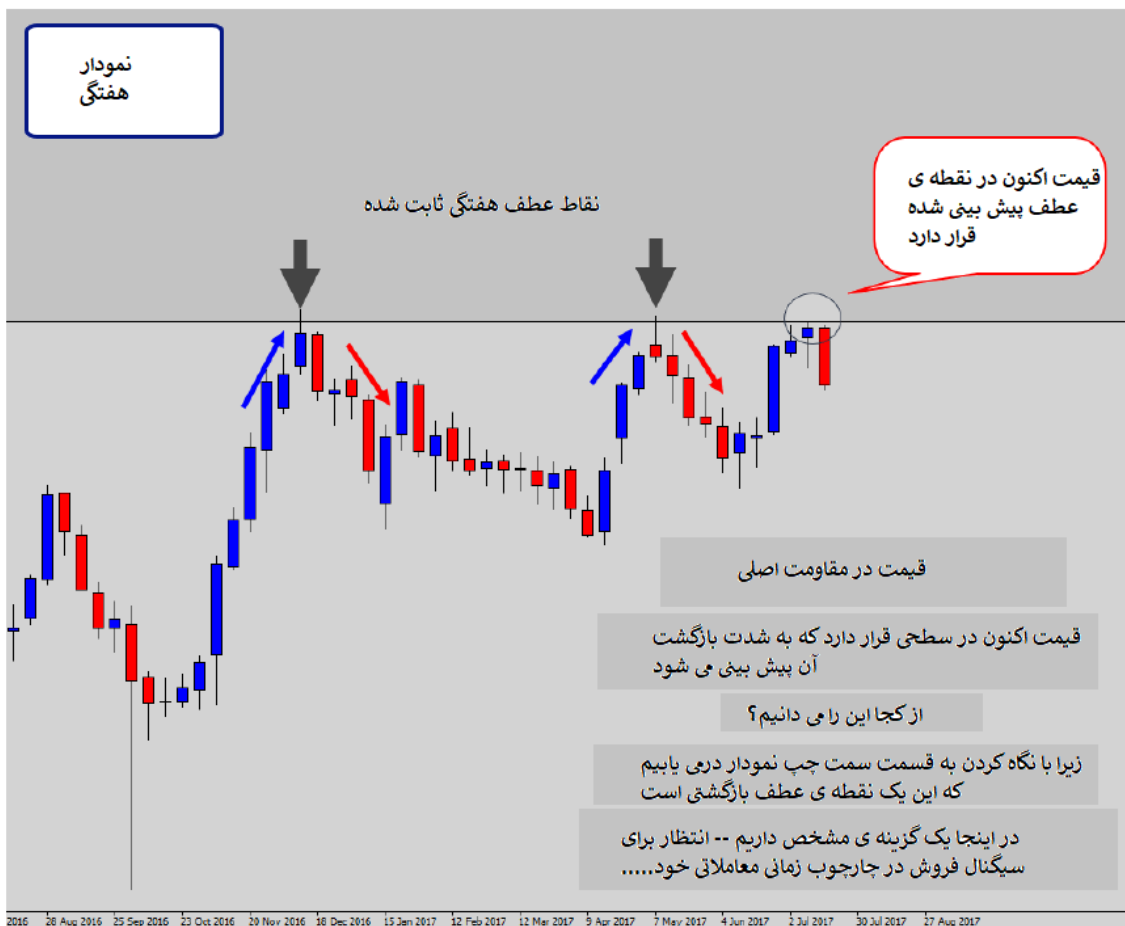 نمودار
هفتگی
قیمت اکنون در نقطه ی
عطف پیش بینی شده
قرار دارد
نقاط عطف هفتگی ثابت شده
قیمت در مقاومت اصلی
قیمت اکنون در سطحی قرار دارد که به شدت بازگشت
آن پیش بینی می شود
از کجا این را می دانیم؟
زیرا با نگاه کردن به قسمت سمت چپ نمودار درمی یابیم
که این یک نقطه ی عطف بازگشتی است
در اینجا یک گزینه ی مشخص داریم -- انتظار برای
سیگنال فروش در چارچوب زمانی معاملاتی خود.....
2016 28 Aug 2016 25 Sep 2016 23 Oct 2016 20 Nov 2016 18 Dec 2016 15 Jan 2017 12 Feb 2017 12 Mar 2017 9 Apr 2017 7 May 2017 4 Jun 2017 2 Jul 2017 30 Jul 2017 27 Aug 2017